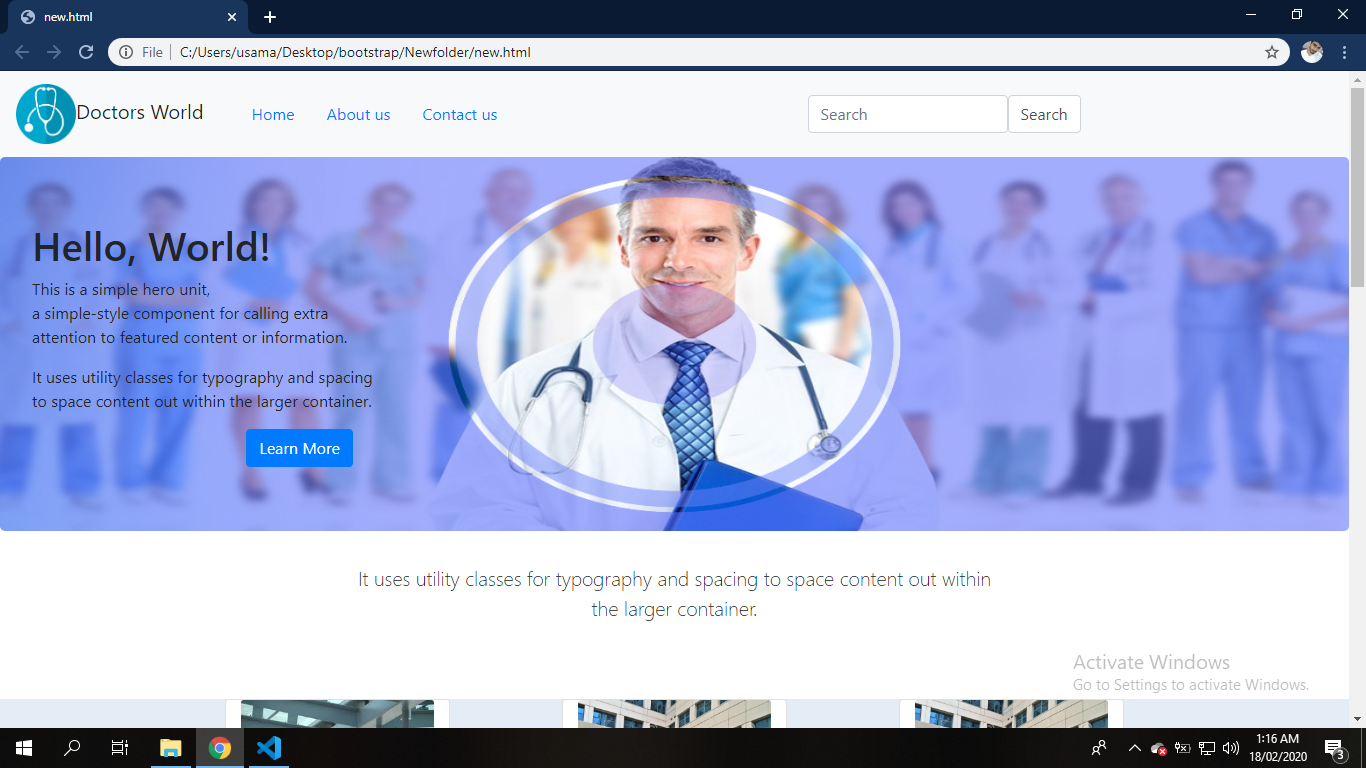 new.html
File
C:/Users/usama/Desktop/bootstrap/Newfolder/new.html
Doctors World
Home
About us
Contact us
Search
Search
Hello, World!
This is a simple hero unit,
a simple-style component for calling extra
attention to featured content or information.
It uses utility classes for typography and spacing
to space content out within the larger container.
Learn More
It uses utility classes for typography and spacing to space content out within
the larger container.
Activate Windows
Go to Settings to activate Windows.
1:16 AM
18/02/2020
3